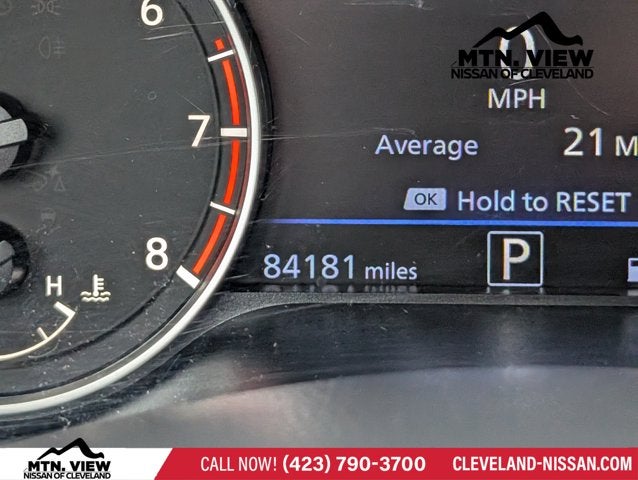 6
7
8
H
0
MTN. VIEW
NISSAN OF CLEVELAND
MPH
Average 21 M
OK Hold to RESET
84181 miles P
MTN. VIEW
NISSAN OF CLEVELAND
CALL NOW! (423) 790-3700
CLEVELAND-NISSAN.COM